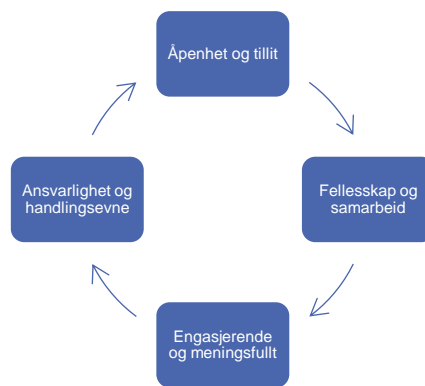 Åpenhet og tillit
Fellesskap og
samarbeid
Engasjerende
og meningsfullt
Ansvarlighet og
handlingsevne